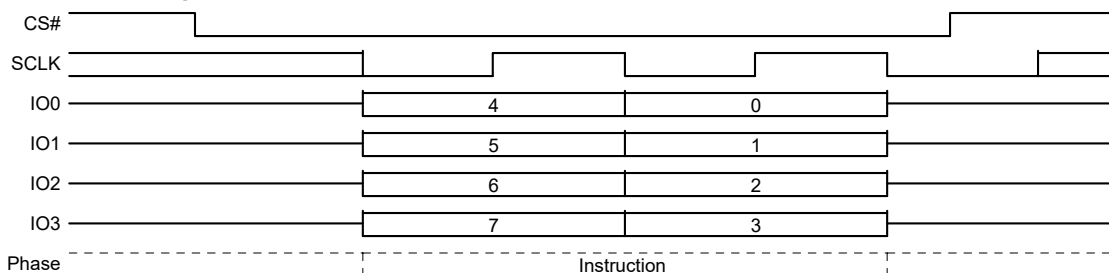 CS#
SCLK
IO0 4 0
IO1 5 1
IO2 6 2
IO3 7 3
Phase Instruction